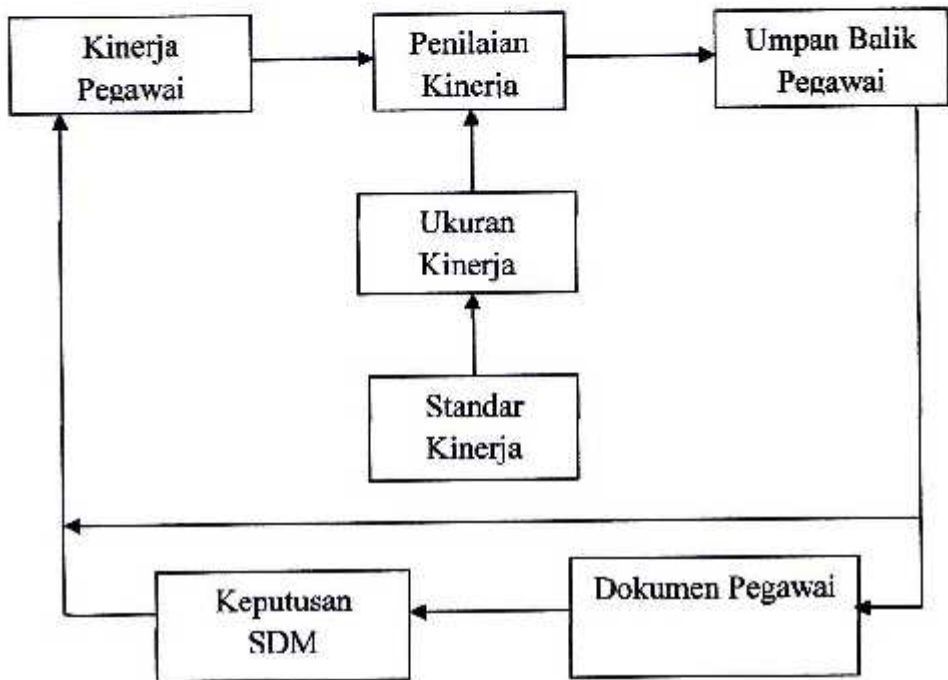 Kinerja
Pegawai
Penilaian
Kinerja
Umpan Balik
Pegawai
Ukuran
Kinerja
Standar
Kinerja
Keputusan
SDM
Dokumen Pegawai